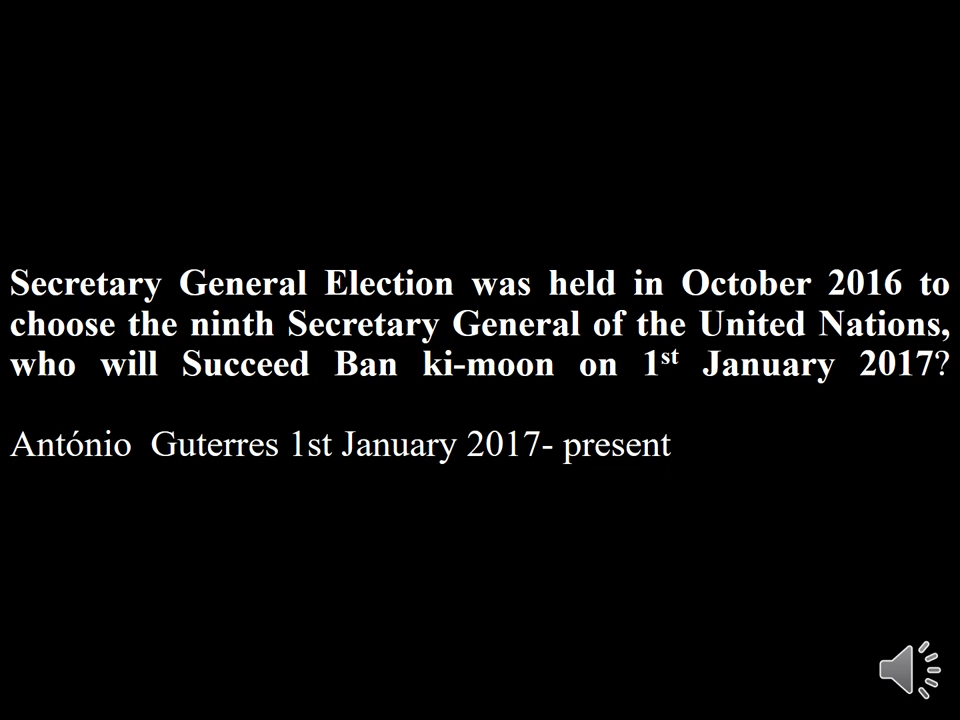 Secretary General Election was held in October 2016 to
choose the ninth Secretary General of the United Nations,
who will Succeed Ban ki-moon on 1st January 2017?
António  Guterres 1st January 2017- present